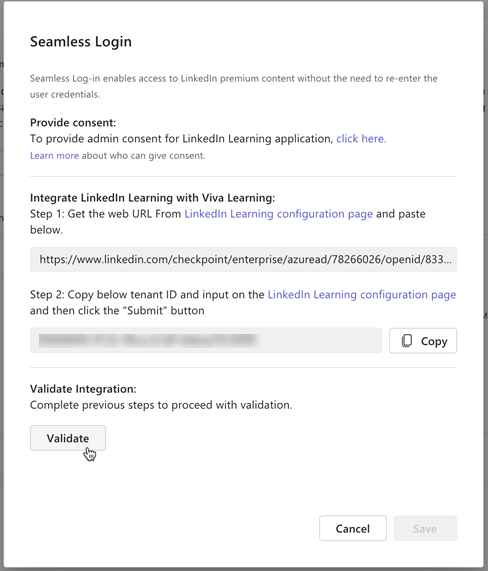 Seamless Login
Seamless Log-in enables access to LinkedIn premium content without the need to re-enter the
user credentials.
Provide consent:
To provide admin consent for LinkedIn Learning application, click here.
Learn more about who can give consent.
Integrate LinkedIn Learning with Viva Learning:
Step 1: Get the web URL From LinkedIn Learning configuration page and paste
below.
https://www.linkedin.com/checkpoint/enterprise/azuread/78266026/openid/833...
Step 2: Copy below tenant ID and input on the LinkedIn Learning configuration page
and then click the "Submit" button
Copy
Validate Integration:
Complete previous steps to proceed with validation.
Validate
Cancel
Save